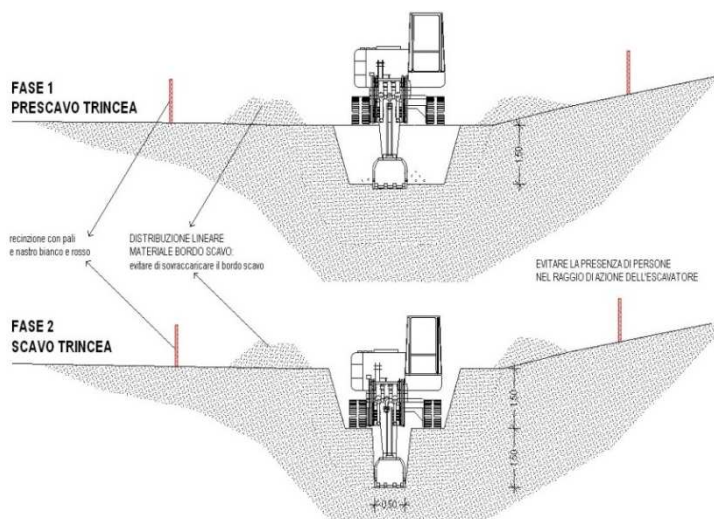 FASE 1
PRESCAVO TRINCEA
1,50
recinzione con pali
e nastro bianco e rosso
DISTRIBUZIONE LINEARE
MATERIALE BORDO SCAVO:
evitare di sovraccaricare il bordo scavo
EVITARE LA PRESENZA DI PERSONE
NEL RAGGIO DI AZIONE DELL'ESCAVATORE
FASE 2
SCAVO TRINCEA
1,50
1,50
0,50